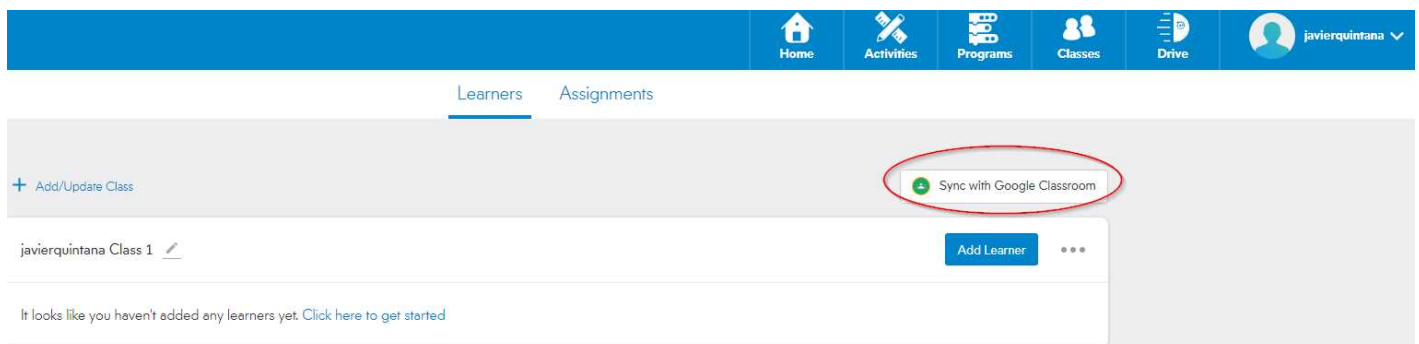 Home Activities Programs Classes Drive javierquintana
Learners Assignments
+ Add/Update Class Sync with Google Classroom
javierquintana Class 1 Add Learner
It looks like you haven't added any learners yet. Click here to get started